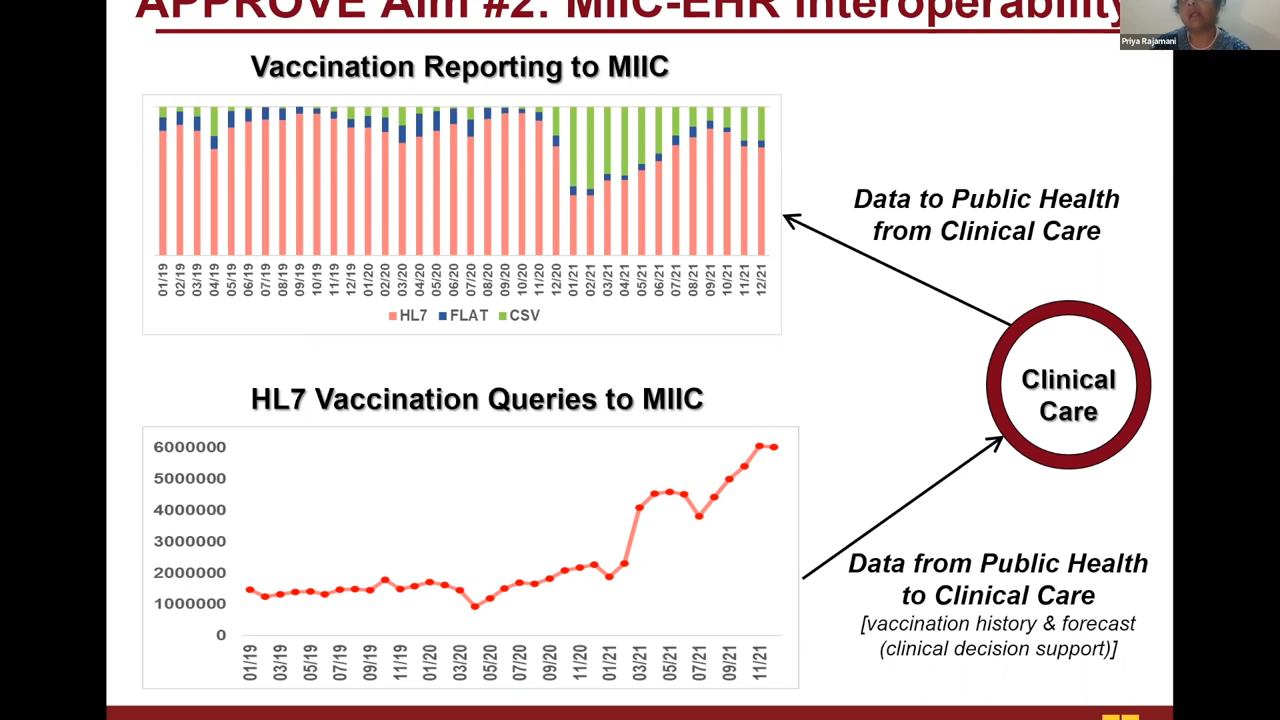 APPROVE Aim #2: MIIC-EHR Interoperability
Priya Rajamani
Vaccination Reporting to MIIC
01/19 02/19 03/19 04/19 05/19 06/19 07/19 08/19 09/19 10/19 11/19 12/19 01/20 02/20 03/20 04/20 05/20 06/20 07/20 08/20 09/20 10/20 11/20 12/20 01/21 02/21 03/21 04/21 05/21 06/21 07/21 08/21 09/21 10/21 11/21 12/21
HL7 FLAT CSV
Data to Public Health
from Clinical Care
Clinical
Care
HL7 Vaccination Queries to MIIC
6000000
5000000
4000000
3000000
2000000
1000000
0
01/19 03/19 05/19 07/19 09/19 11/19 01/20 03/20 05/20 07/20 09/20 11/20 01/21 03/21 05/21 07/21 09/21 11/21
Data from Public Health
to Clinical Care
[vaccination history & forecast
(clinical decision support)]